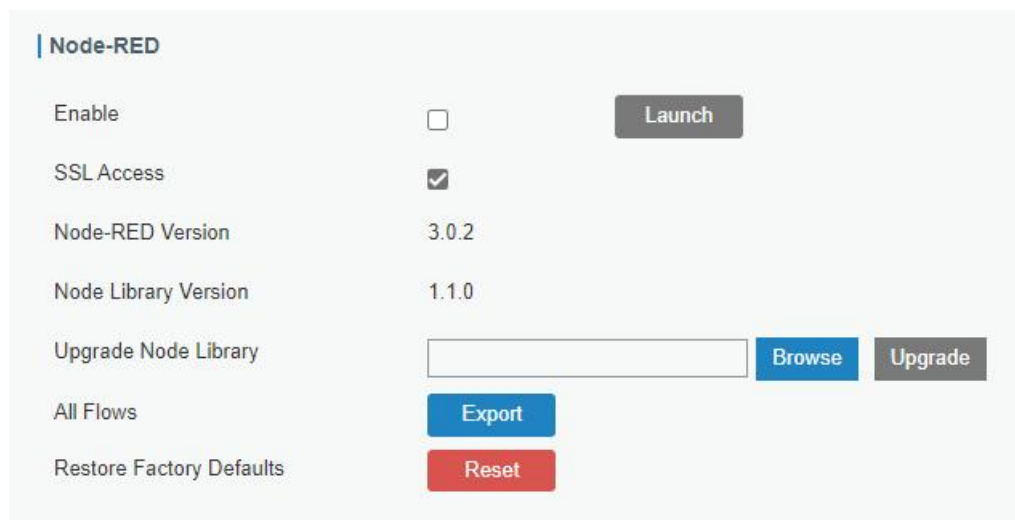 Node-RED
Enable Launch
SSL Access
Node-RED Version 3.0.2
Node Library Version 1.1.0
Upgrade Node Library Browse Upgrade
All Flows Export
Restore Factory Defaults Reset